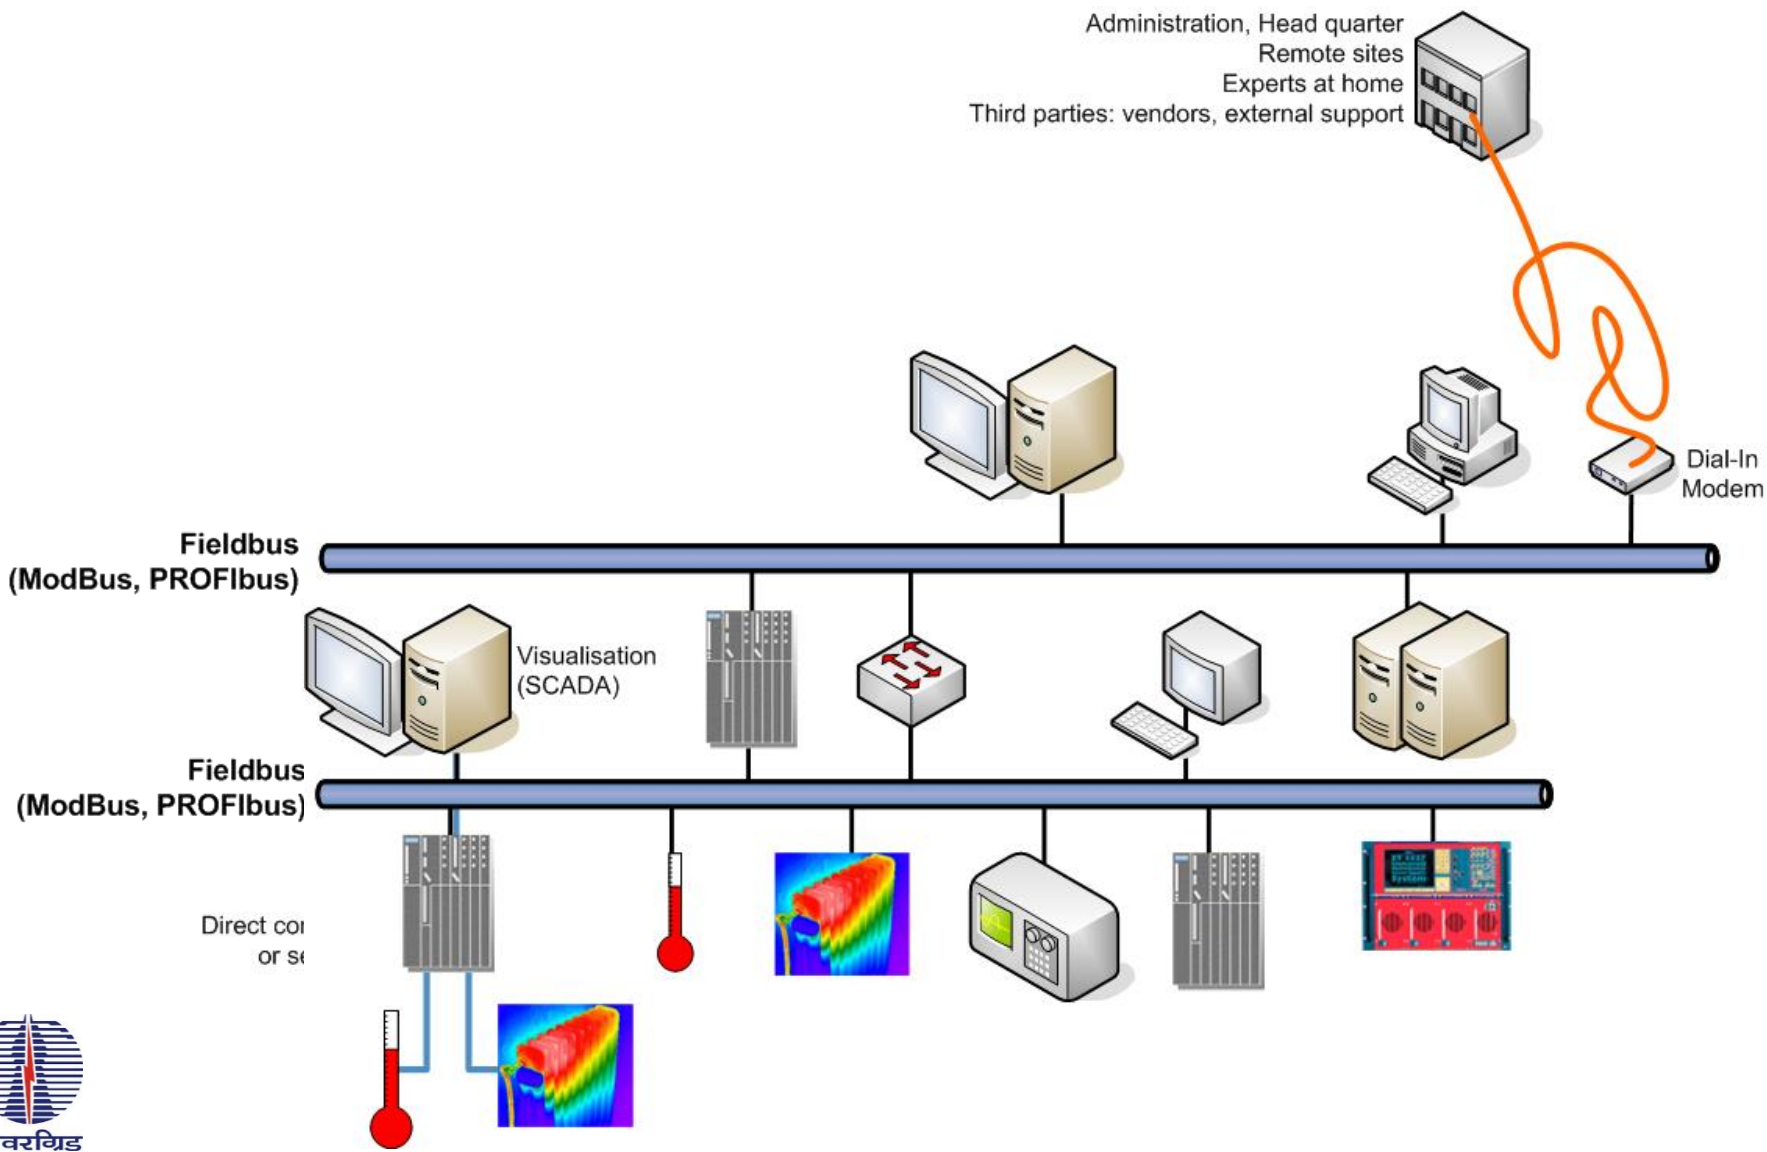 Administration, Head quarter
Remote sites
Experts at home
Third parties: vendors, external support
Dial-In
Modem
Fieldbus
(ModBus, PROFIbus)
Visualisation
(SCADA)
Fieldbus
(ModBus, PROFIbus)
Direct
or